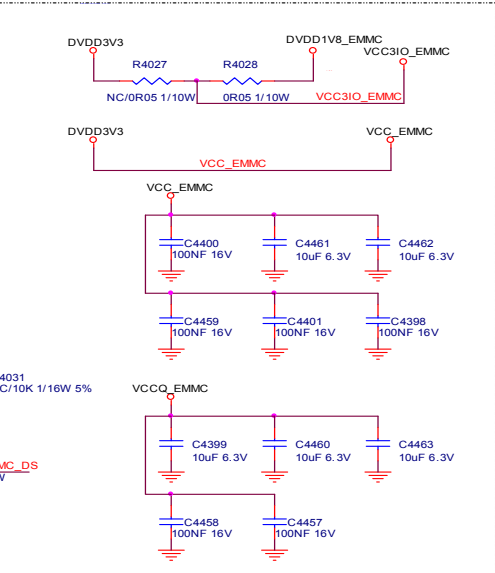 DVDD3V3
DVDD1V8_EMMC
VCC3IO_EMMC
R4027
R4028
NC/0R05 1/10W
0R05 1/10W
VCC3IO_EMMC
DVDD3V3
VCC_EMMC
VCC_EMMC
VCC_EMMC
C4400
100NF 16V
C4461
10uF 6.3V
C4462
10uF 6.3V
C4459
100NF 16V
C4401
100NF 16V
C4398
100NF 16V
4031
C/10K 1/16W 5%
VCCQ_EMMC
C4399
10uF 6.3V
C4460
10uF 6.3V
C4463
10uF 6.3V
MC_DS
W
C4458
100NF 16V
C4457
100NF 16V